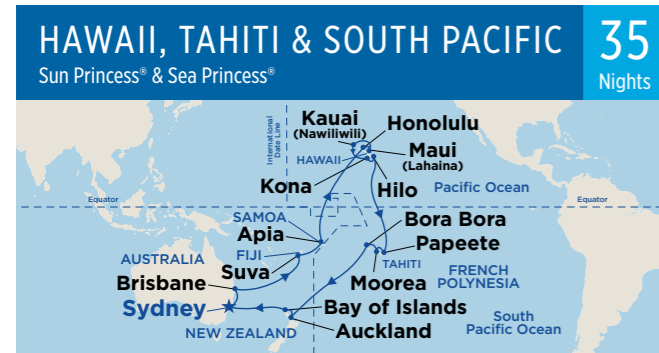 HAWAII, TAHITI & SOUTH PACIFIC
Sun Princess® & Sea Princess®
35
Nights
International
Date Line
Kauai
(Nawiliwili)
Honolulu
HAWAII
Maui
(Lahaina)
Kona
Hilo
Pacific Ocean
Equator
Equator
SAMOA
Apia
Bora Bora
Papeete
FIJI
Suva
TAHITI
AUSTRALIA
Moorea
FRENCH
POLYNESIA
Brisbane
Sydney
Bay of Islands
NEW ZEALAND
Auckland
South
Pacific Ocean